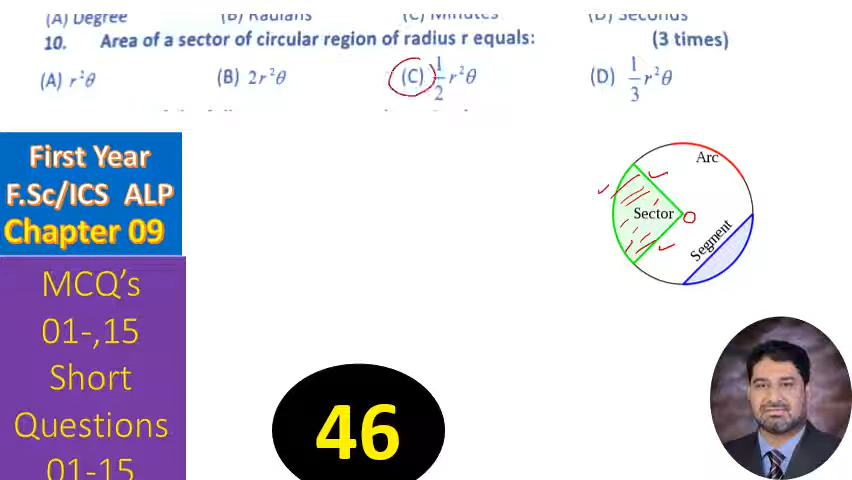 (A) Degree (B) Radians (C) Minutes (D) Seconds
10. Area of a sector of circular region of radius r equals: (3 times)
(A) r²θ (B) 2r²θ (C) 1/2 r²θ (D) 1/3 r²θ
First Year
F.Sc/ICS ALP
Chapter 09
MCQ's
01-,15
Short
Questions
01-15
Arc
Sector
O
Segment
46